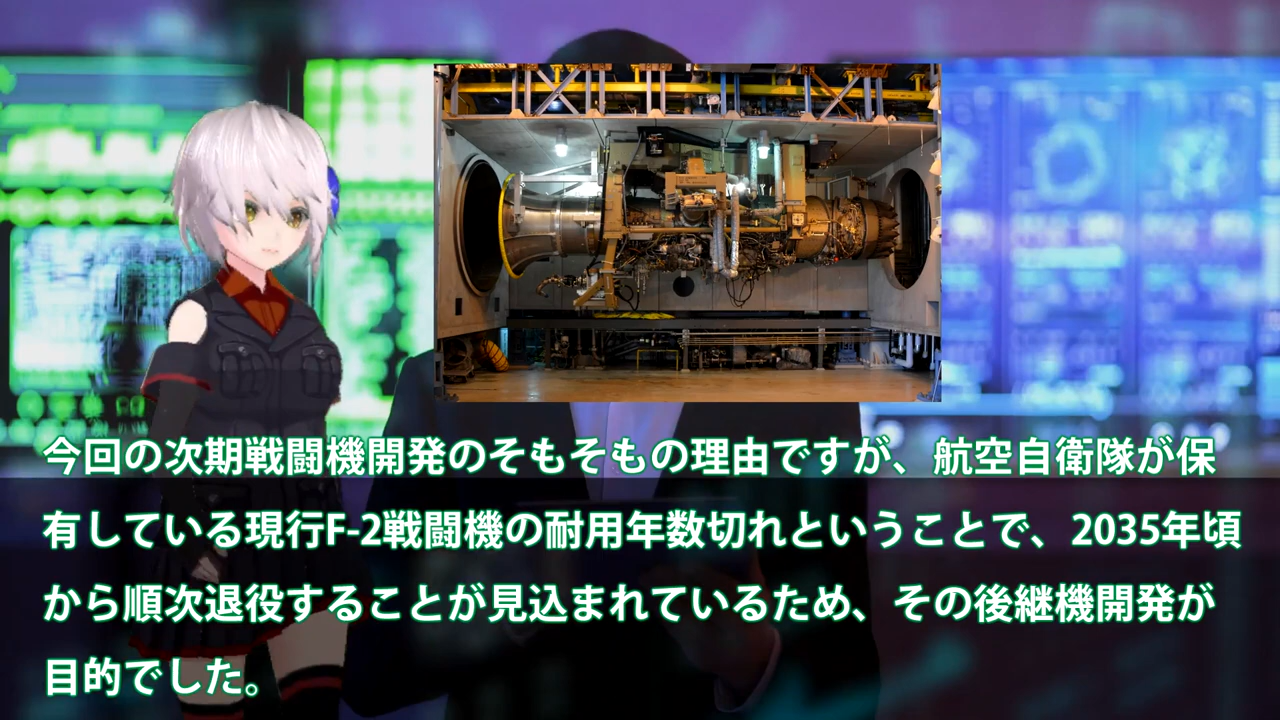 今回の次期戦闘機開発のそもそもの理由ですが、航空自衛隊が保
有している現行F-2戦闘機の耐用年数切れということで、2035年頃
から順次退役することが見込まれているため、その後継機開発が
目的でした。